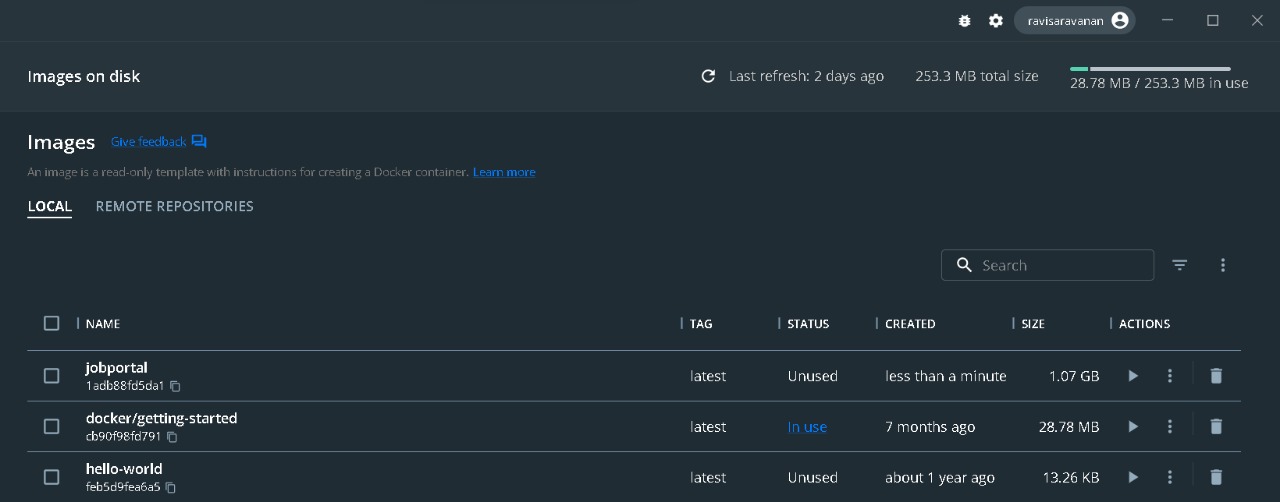 ravisaravanan
Images on disk
Last refresh: 2 days ago
253.3 MB total size
28.78 MB / 253.3 MB in use
Images
Give feedback
An image is a read-only template with instructions for creating a Docker container. Learn more
LOCAL REMOTE REPOSITORIES
Search
NAME TAG STATUS CREATED SIZE ACTIONS
jobportal
1adb88fd5da1
latest Unused less than a minute 1.07 GB
docker/getting-started
cb90f98fd791
latest In use 7 months ago 28.78 MB
hello-world
feb5d9fea6a5
latest Unused about 1 year ago 13.26 KB